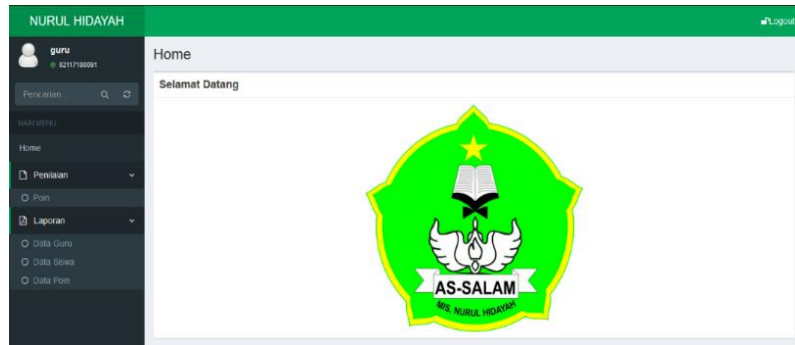 NURUL HIDAYAH
Logout
guru
62117180091
Home
Pencarian...
Selamat Datang
MAIN MENU
Home
Penilaian
Poin
Laporan
Data Guru
Data Siswa
Data Poin
AS-SALAM
MIS. NURUL HIDAYAH